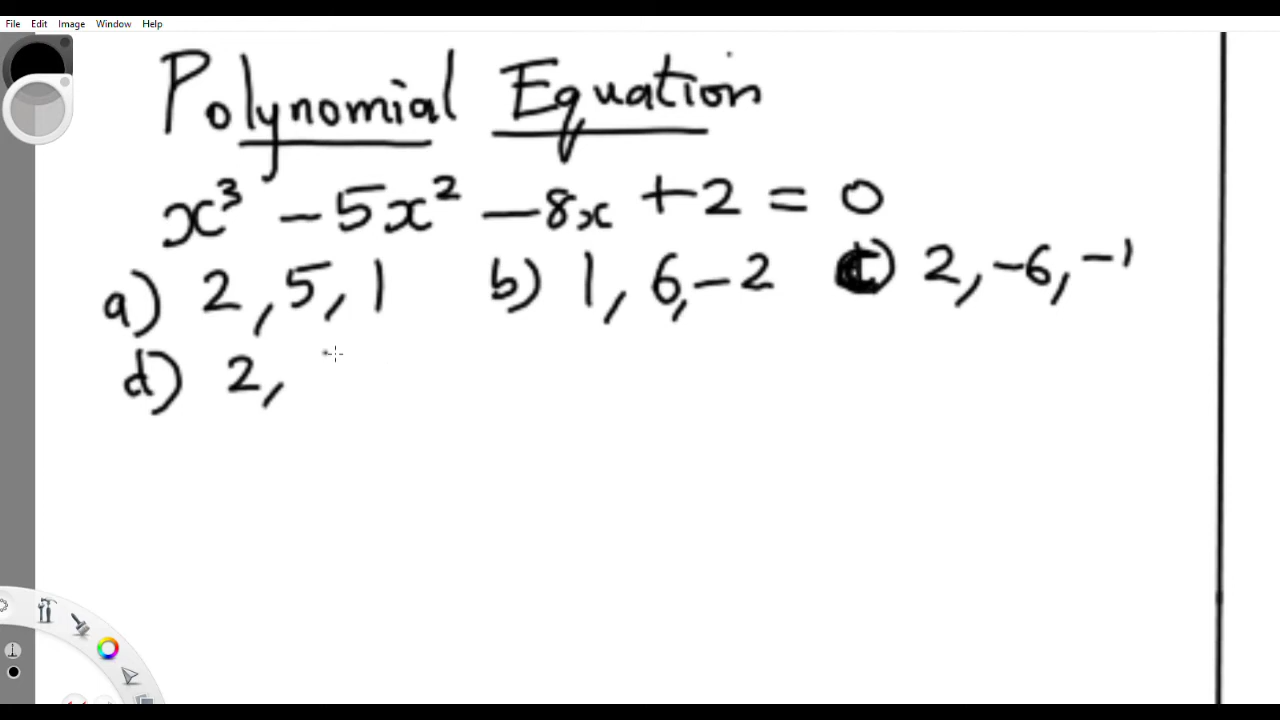 File Edit Image Window Help
Polynomial Equation
x³ - 5x² - 8x + 2 = 0
a) 2, 5, 1 b) 1, 6, -2 c) 2, -6, -1
d) 2,